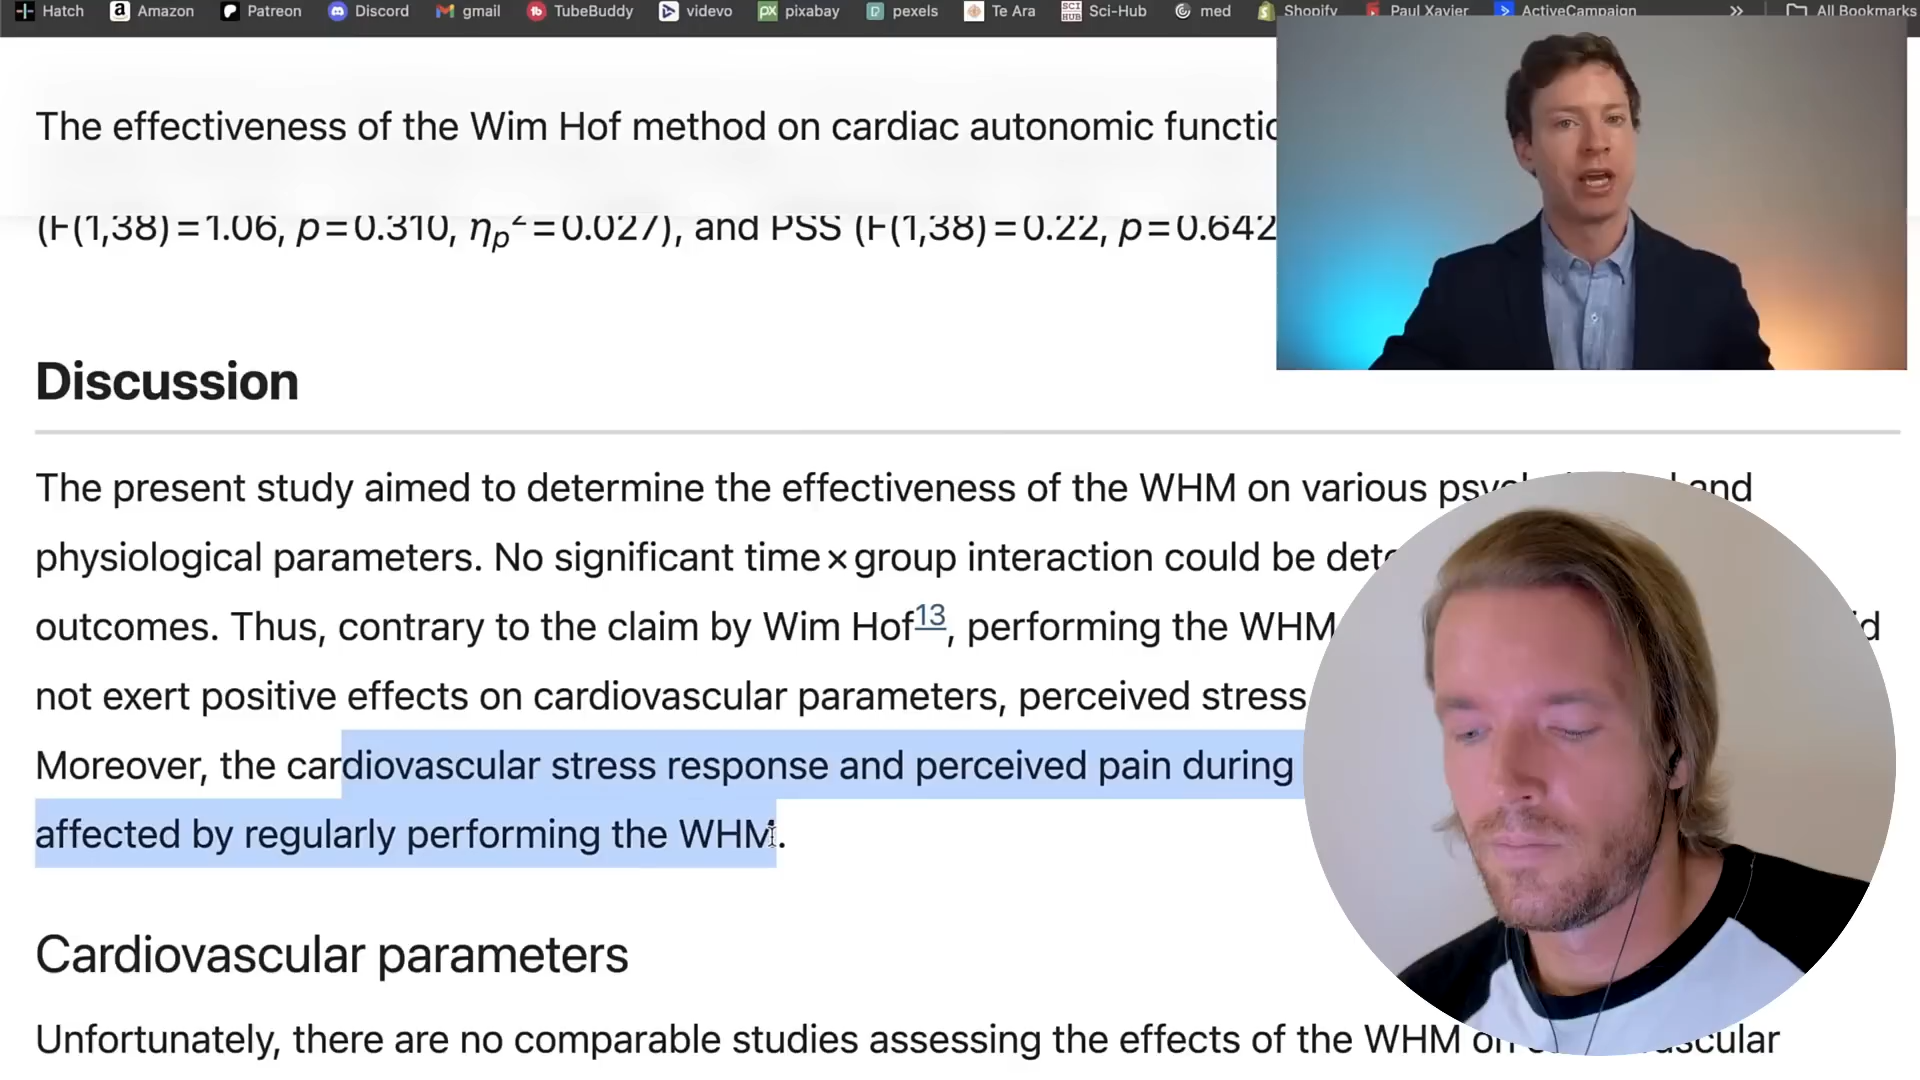 Hatch Amazon Patreon Discord gmail TubeBuddy videvo pixabay pexels Te Ara SCI HUB Sci-Hub med Shopify Paul Xavier ActiveCampaign » All Bookmarks
The effectiveness of the Wim Hof method on cardiac autonomic functio
(F(1,38) = 1.06, p = 0.310, ηp² = 0.027), and PSS (F(1,38) = 0.22, p = 0.642
Discussion
The present study aimed to determine the effectiveness of the WHM on various and
physiological parameters. No significant time × group interaction could be
outcomes. Thus, contrary to the claim by Wim Hof13, performing the WHM
not exert positive effects on cardiovascular parameters, perceived stress
Moreover, the cardiovascular stress response and perceived pain during
affected by regularly performing the WHM.
Cardiovascular parameters
Unfortunately, there are no comparable studies assessing the effects of the WHM on